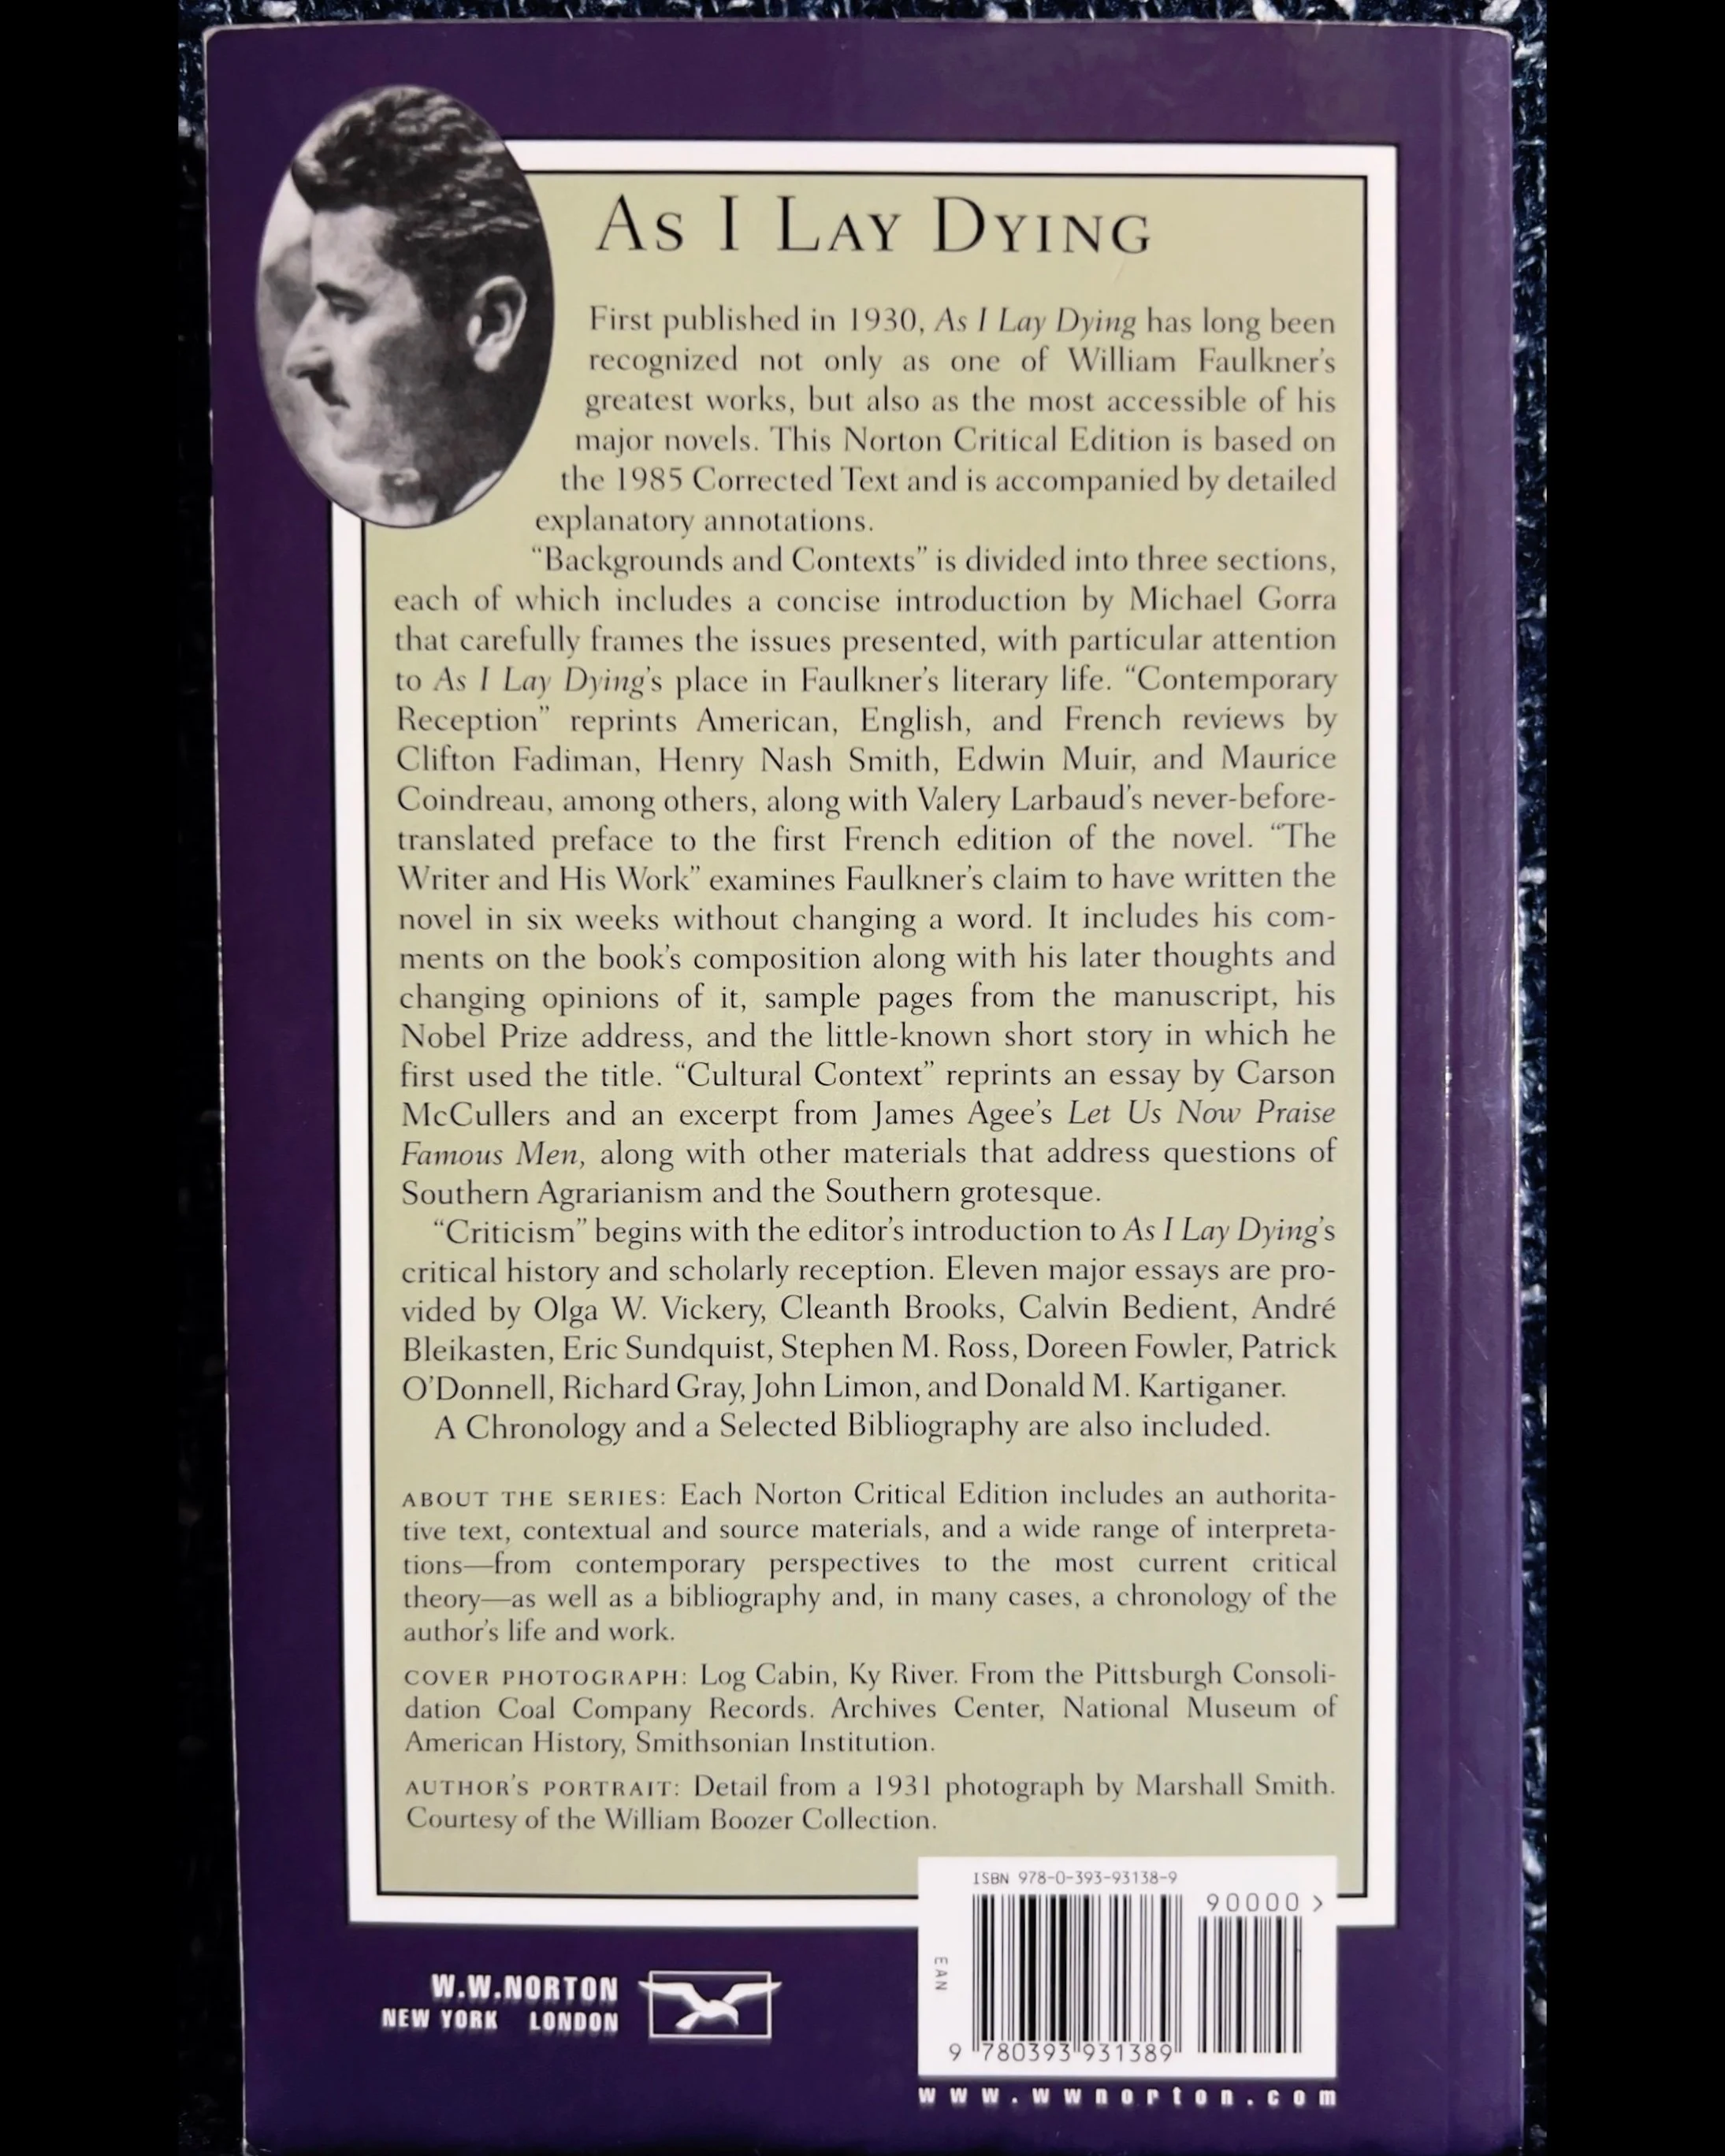 AS I LAY DYING
First published in 1930, As I Lay Dying has long been
recognized not only as one of William Faulkner's
greatest works, but also as the most accessible of his
major novels. This Norton Critical Edition is based on
the 1985 Corrected Text and is accompanied by detailed
explanatory annotations.
“Backgrounds and Contexts” is divided into three sections,
each of which includes a concise introduction by Michael Gorra
that carefully frames the issues presented, with particular attention
to As I Lay Dying's place in Faulkner's literary life. “Contemporary
Reception” reprints American, English, and French reviews by
Clifton Fadiman, Henry Nash Smith, Edwin Muir, and Maurice
Coindreau, among others, along with Valery Larbaud's never-before-
translated preface to the first French edition of the novel. “The
Writer and His Work” examines Faulkner's claim to have written the
novel in six weeks without changing a word. It includes his com-
ments on the book's composition along with his later thoughts and
changing opinions of it, sample pages from the manuscript, his
Nobel Prize address, and the little-known short story in which he
first used the title. “Cultural Context” reprints an essay by Carson
McCullers and an excerpt from James Agee's Let Us Now Praise
Famous Men, along with other materials that address questions of
Southern Agrarianism and the Southern grotesque.
“Criticism” begins with the editor's introduction to As I Lay Dying's
critical history and scholarly reception. Eleven major essays are pro-
vided by Olga W. Vickery, Cleanth Brooks, Calvin Bedient, André
Bleikasten, Eric Sundquist, Stephen M. Ross, Doreen Fowler, Patrick
O'Donnell, Richard Gray, John Limon, and Donald M. Kartiganer.
A Chronology and a Selected Bibliography are also included.
ABOUT THE SERIES: Each Norton Critical Edition includes an authorita-
tive text, contextual and source materials, and a wide range of interpreta-
tions—from contemporary perspectives to the most current critical
theory—as well as a bibliography and, in many cases, a chronology of the
author's life and work.
COVER PHOTOGRAPH: Log Cabin, Ky River. From the Pittsburgh Consoli-
dation Coal Company Records. Archives Center, National Museum of
American History, Smithsonian Institution.
AUTHOR'S PORTRAIT: Detail from a 1931 photograph by Marshall Smith.
Courtesy of the William Boozer Collection.
ISBN 978-0-393-93138-9
90000 >
EAN
9 780393 931389
W.W.NORTON
NEW YORK LONDON
www.wwnorton.com